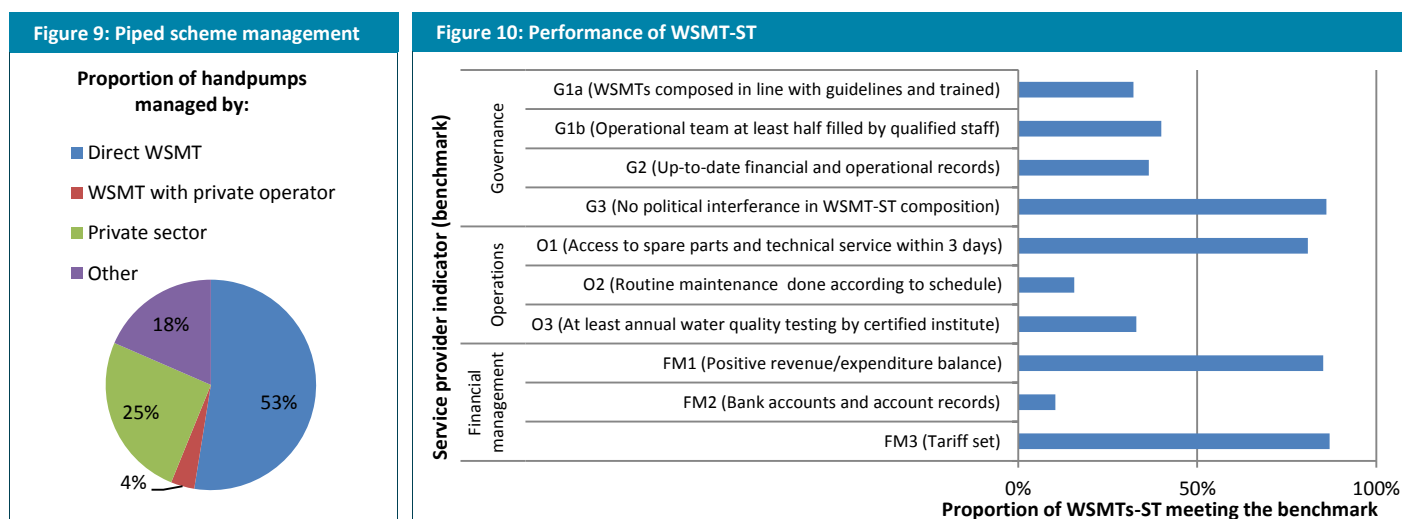 Figure 9: Piped scheme management
Proportion of handpumps
managed by:
Direct WSMT
WSMT with private operator
Private sector
Other
18%
53%
25%
4%
Figure 10: Performance of WSMT-ST
Service provider indicator (benchmark)
Governance
G1a (WSMTs composed in line with guidelines and trained)
G1b (Operational team at least half filled by qualified staff)
G2 (Up-to-date financial and operational records)
G3 (No political interferance in WSMT-ST composition)
Operations
O1 (Access to spare parts and technical service within 3 days)
O2 (Routine maintenance  done according to schedule)
O3 (At least annual water quality testing by certified institute)
Financial
management
FM1 (Positive revenue/expenditure balance)
FM2 (Bank accounts and account records)
FM3 (Tariff set)
0% 50% 100%
Proportion of WSMTs-ST meeting the benchmark